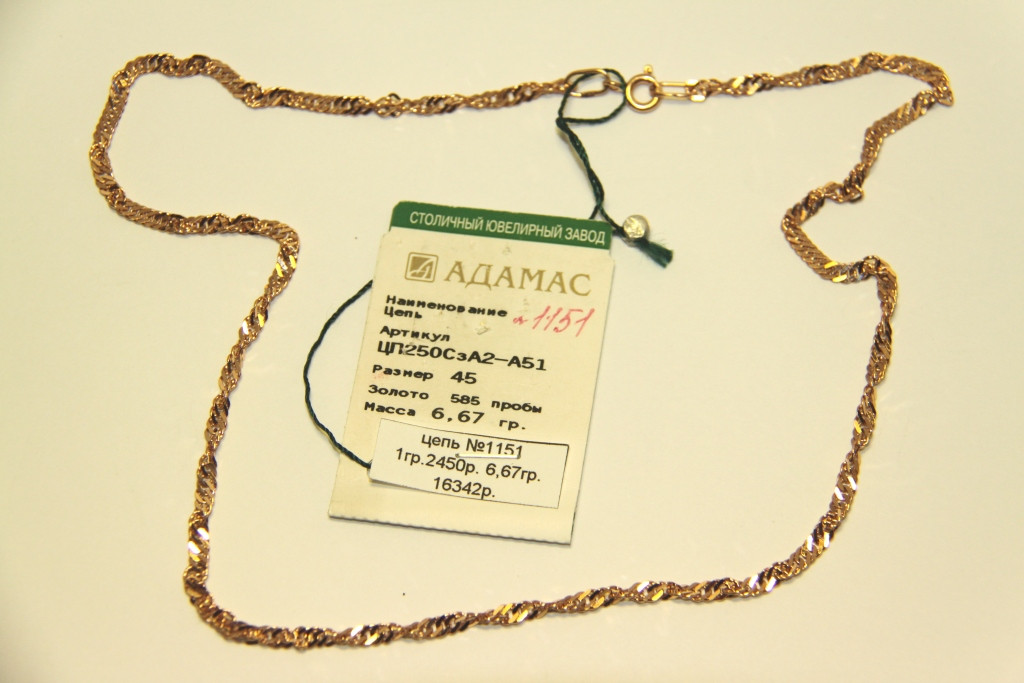 СТОЛИЧНЫЙ ЮВЕЛИРНЫЙ ЗАВОД
АДАМАС
Наименование
Цепь
1151
Артикул
ЦП250СзА2-А51
Размер 45
Золото 585 пробы
Масса 6,67 гр.
цепь №1151
1гр.2450р. 6,67гр.
16342р.